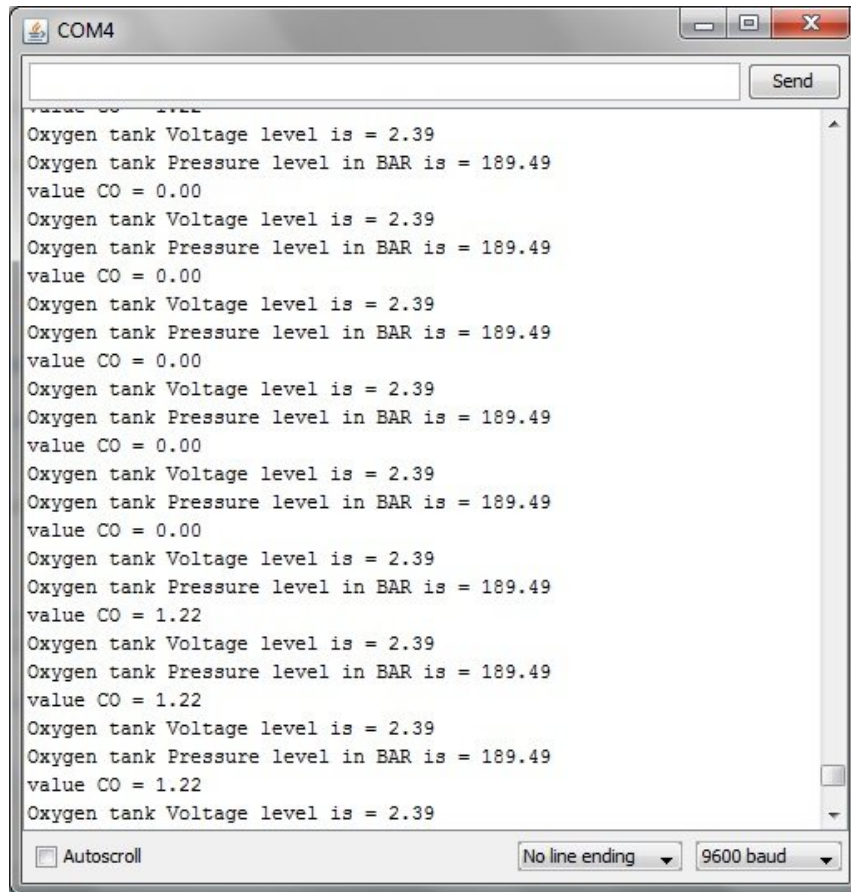 COM4
Send
value CO = 1.22
Oxygen tank Voltage level is = 2.39
Oxygen tank Pressure level in BAR is = 189.49
value CO = 0.00
Oxygen tank Voltage level is = 2.39
Oxygen tank Pressure level in BAR is = 189.49
value CO = 0.00
Oxygen tank Voltage level is = 2.39
Oxygen tank Pressure level in BAR is = 189.49
value CO = 0.00
Oxygen tank Voltage level is = 2.39
Oxygen tank Pressure level in BAR is = 189.49
value CO = 0.00
Oxygen tank Voltage level is = 2.39
Oxygen tank Pressure level in BAR is = 189.49
value CO = 0.00
Oxygen tank Voltage level is = 2.39
Oxygen tank Pressure level in BAR is = 189.49
value CO = 1.22
Oxygen tank Voltage level is = 2.39
Oxygen tank Pressure level in BAR is = 189.49
value CO = 1.22
Oxygen tank Voltage level is = 2.39
Oxygen tank Pressure level in BAR is = 189.49
value CO = 1.22
Oxygen tank Voltage level is = 2.39
Autoscroll
No line ending
9600 baud